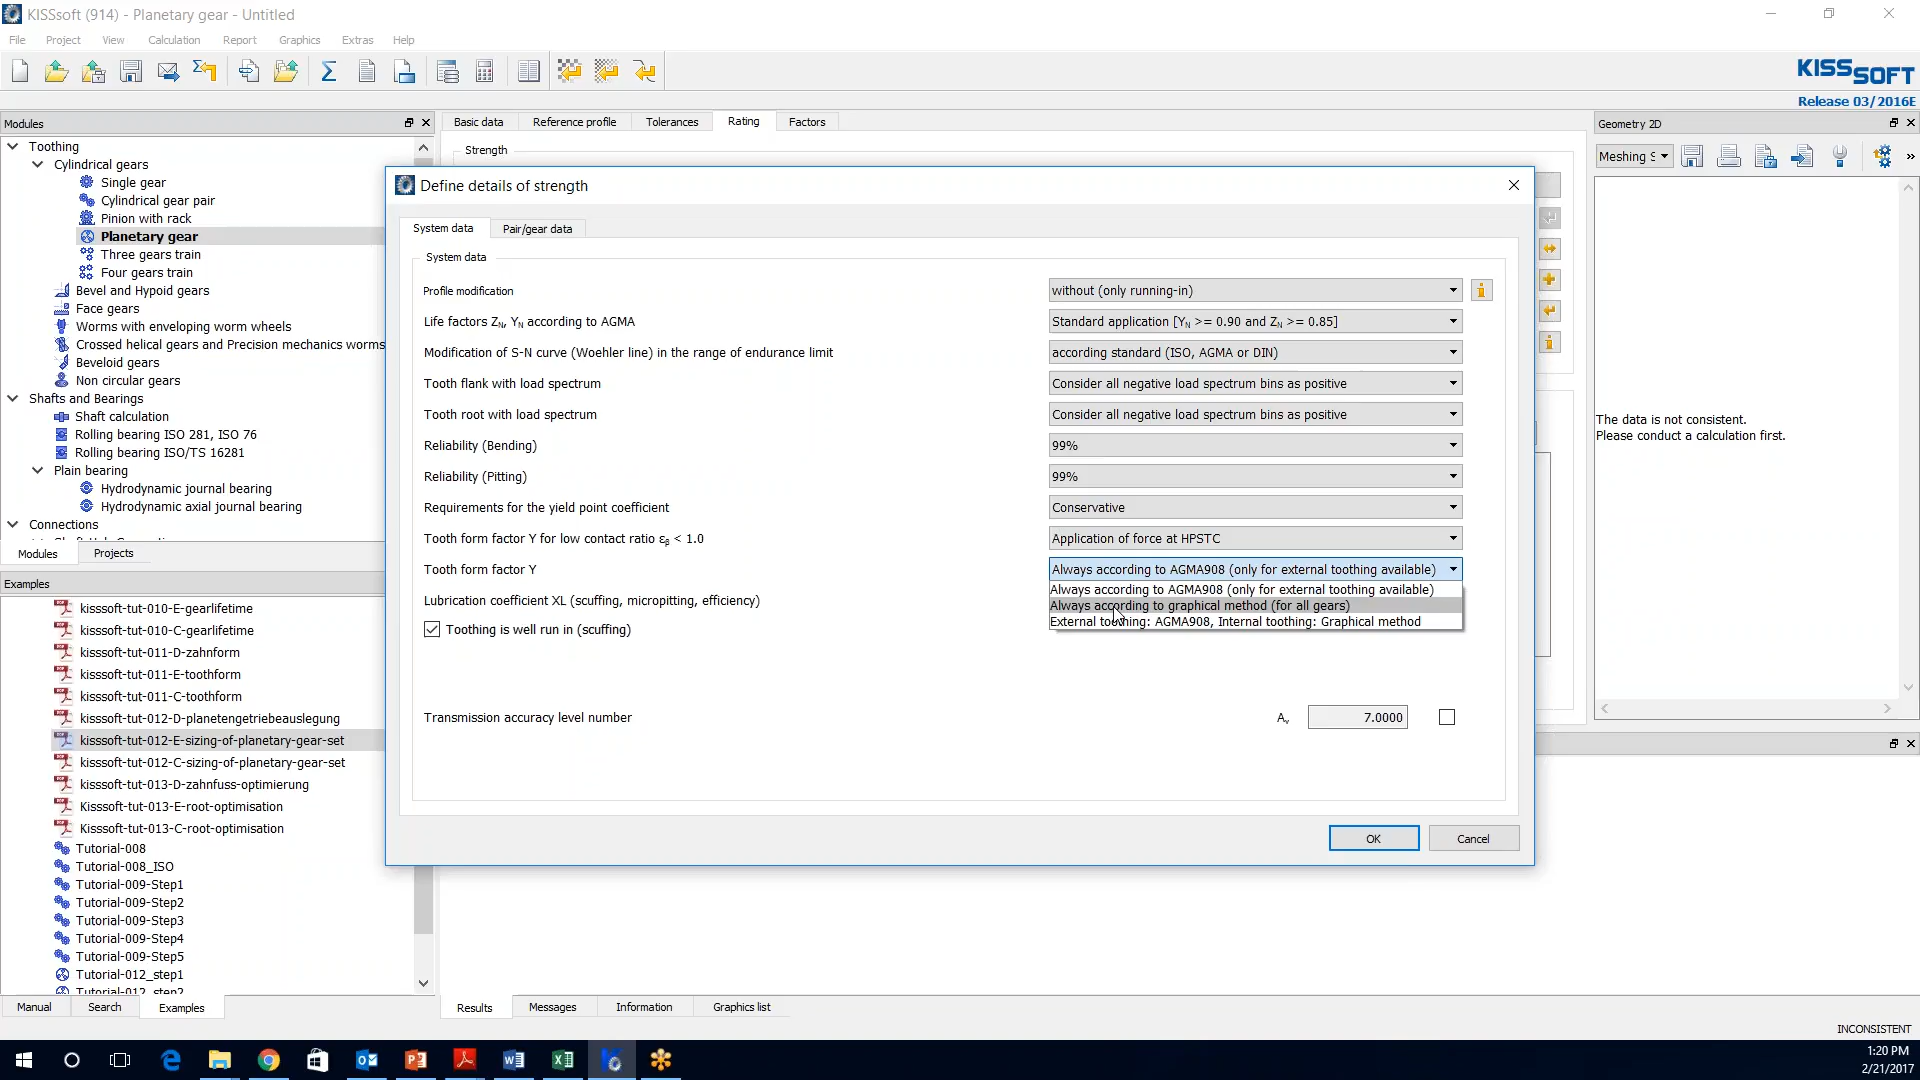 KISSsoft (914) - Planetary gear - Untitled
File Project View Calculation Report Graphics Extras Help
KISSSOFT
Release 03/2016E
Modules
Toothing
Cylindrical gears
Single gear
Cylindrical gear pair
Pinion with rack
Planetary gear
Three gears train
Four gears train
Bevel and Hypoid gears
Face gears
Worms with enveloping worm wheels
Crossed helical gears and Precision mechanics worms
Beveloid gears
Non circular gears
Shafts and Bearings
Shaft calculation
Rolling bearing ISO 281, ISO 76
Rolling bearing ISO/TS 16281
Plain bearing
Hydrodynamic journal bearing
Hydrodynamic axial journal bearing
Connections
Modules Projects
Examples
kisssoft-tut-010-E-gearlifetime
kisssoft-tut-010-C-gearlifetime
kisssoft-tut-011-D-zahnform
kisssoft-tut-011-E-toothform
kisssoft-tut-011-C-toothform
kisssoft-tut-012-D-planetengetriebeauslegung
kisssoft-tut-012-E-sizing-of-planetary-gear-set
kisssoft-tut-012-C-sizing-of-planetary-gear-set
kisssoft-tut-013-D-zahnfuss-optimierung
Kisssoft-tut-013-E-root-optimisation
Kisssoft-tut-013-C-root-optimisation
Tutorial-008
Tutorial-008_ISO
Tutorial-009-Step1
Tutorial-009-Step2
Tutorial-009-Step3
Tutorial-009-Step4
Tutorial-009-Step5
Tutorial-012_step1
Tutorial-012_step2
Manual Search Examples
Basic data Reference profile Tolerances Rating Factors
Strength
Define details of strength
System data Pair/gear data
System data
Profile modification without (only running-in)
Life factors ZN, YN according to AGMA Standard application [YN >= 0.90 and ZN >= 0.85]
Modification of S-N curve (Woehler line) in the range of endurance limit according standard (ISO, AGMA or DIN)
Tooth flank with load spectrum Consider all negative load spectrum bins as positive
Tooth root with load spectrum Consider all negative load spectrum bins as positive
Reliability (Bending) 99%
Reliability (Pitting) 99%
Requirements for the yield point coefficient Conservative
Tooth form factor Y for low contact ratio εβ < 1.0 Application of force at HPSTC
Tooth form factor Y Always according to AGMA908 (only for external toothing available)
Always according to AGMA908 (only for external toothing available)
Always according to graphical method (for all gears)
External toothing: AGMA908, Internal toothing: Graphical method
Lubrication coefficient XL (scuffing, micropitting, efficiency)
Toothing is well run in (scuffing)
Transmission accuracy level number Av 7.0000
OK Cancel
Geometry 2D
Meshing S
The data is not consistent.
Please conduct a calculation first.
Results Messages Information Graphics list
INCONSISTENT
1:20 PM
2/21/2017